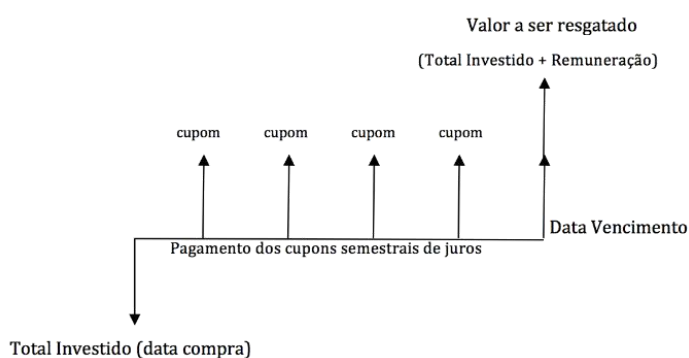 Valor a ser resgatado
(Total Investido + Remuneração)
cupom cupom cupom cupom
Data Vencimento
Pagamento dos cupons semestrais de juros
Total Investido (data compra)